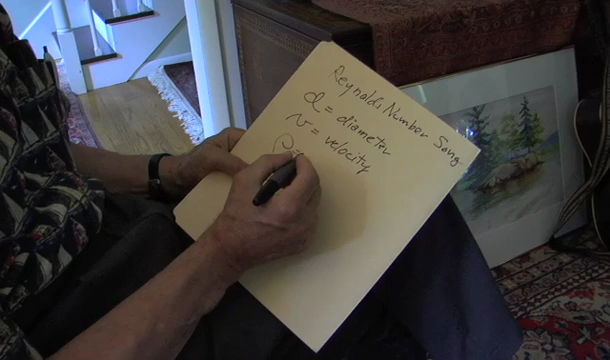 Reynolds Number Song
d = diameter
v = velocity
ρ =